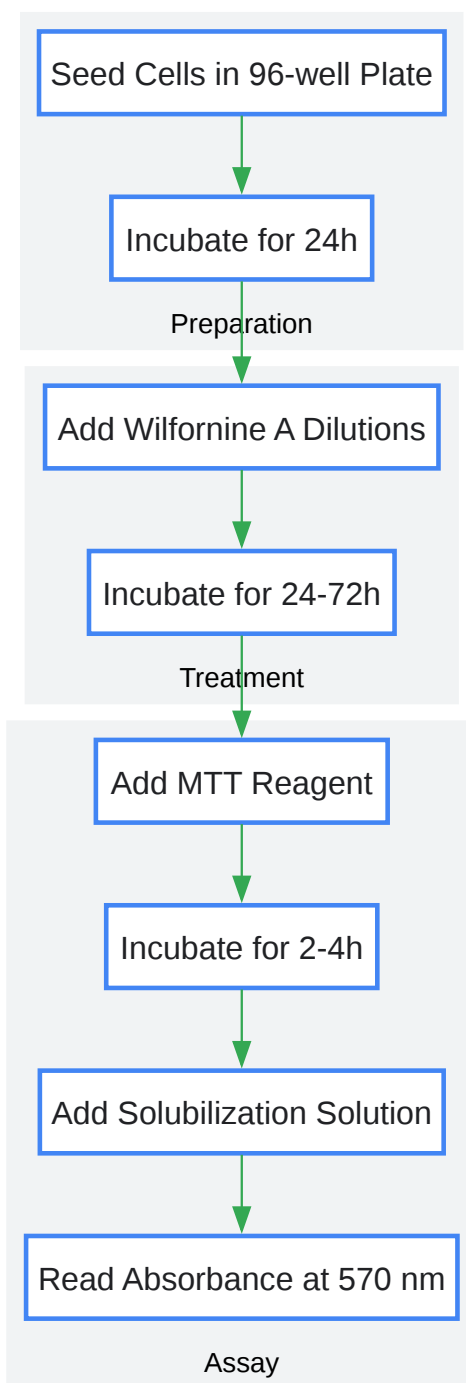 Seed Cells in 96-well Plate
Incubate for 24h
Preparation
Add Wilfornine A Dilutions
Incubate for 24-72h
Treatment
Add MTT Reagent
Incubate for 2-4h
Add Solubilization Solution
Read Absorbance at 570 nm
Assay